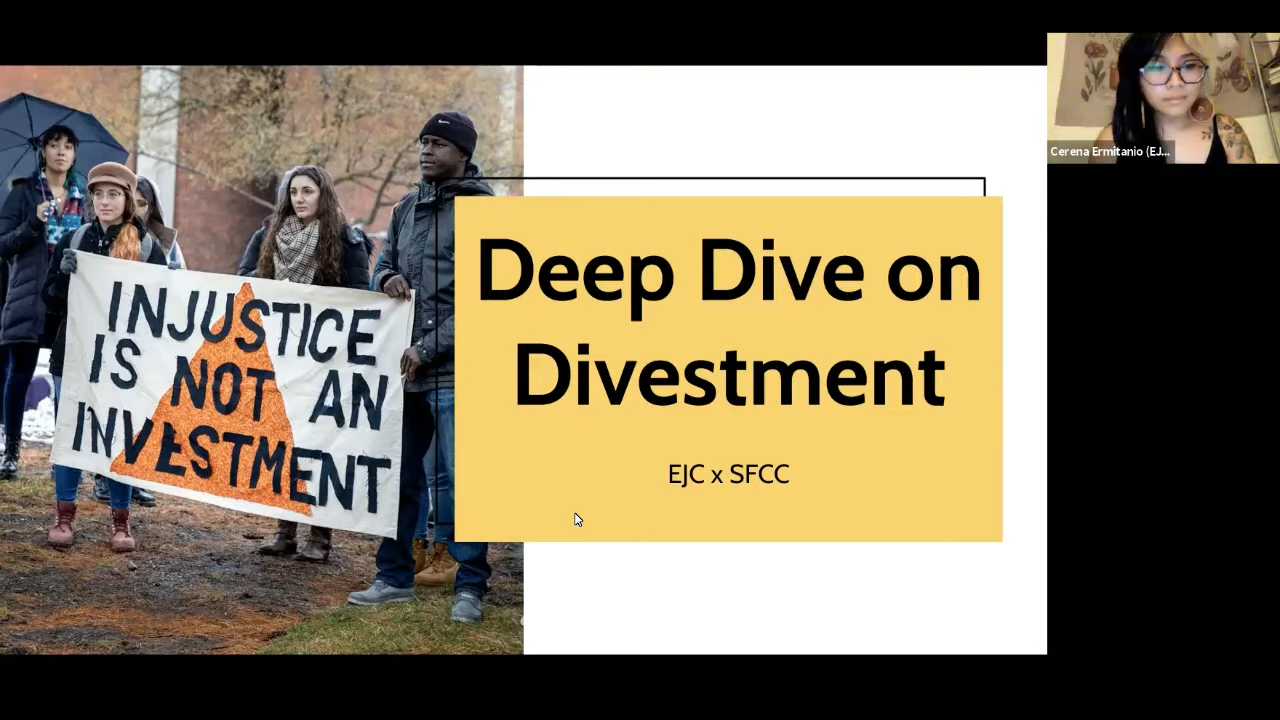 INJUSTICE
IS NOT AN
INVESTMENT
Deep Dive on
Divestment
EJC x SFCC
Cerena Ermitanio (EJ...